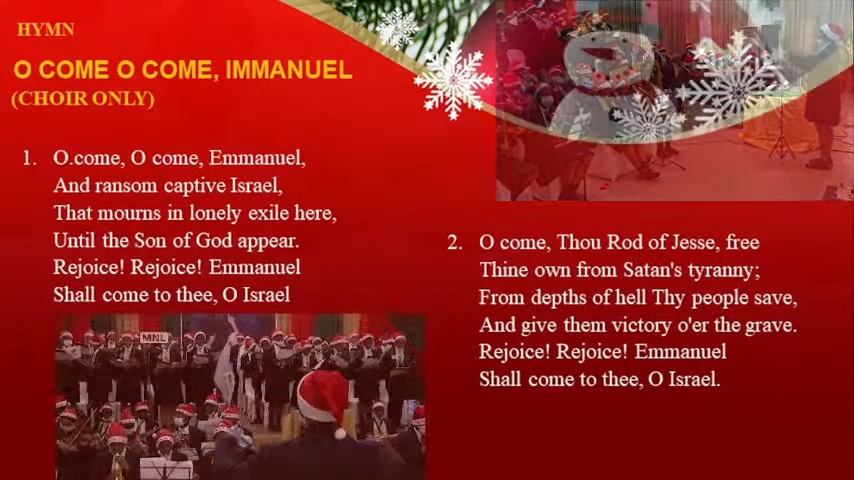 HYMN
O COME O COME, IMMANUEL
(CHOIR ONLY)
1. O.come, O come, Emmanuel,
And ransom captive Israel,
That mourns in lonely exile here,
Until the Son of God appear.
Rejoice! Rejoice! Emmanuel
Shall come to thee, O Israel
MNL
2. O come, Thou Rod of Jesse, free
Thine own from Satan's tyranny;
From depths of hell Thy people save,
And give them victory o'er the grave.
Rejoice! Rejoice! Emmanuel
Shall come to thee, O Israel.